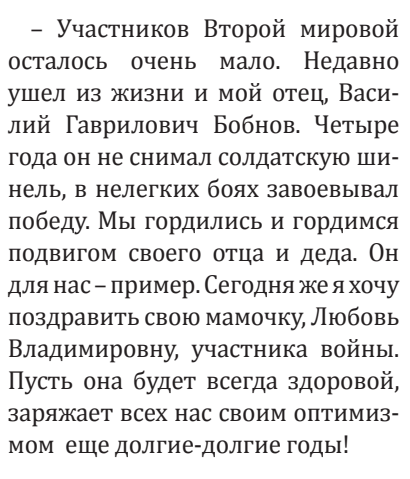 – Участников Второй мировой
осталось очень мало. Недавно
ушел из жизни и мой отец, Васи-
лий Гаврилович Бобнов. Четыре
года он не снимал солдатскую ши-
нель, в нелегких боях завоевывал
победу. Мы гордились и гордимся
подвигом своего отца и деда. Он
для нас – пример. Сегодня же я хочу
поздравить свою мамочку, Любовь
Владимировну, участника войны.
Пусть она будет всегда здоровой,
заряжает всех нас своим оптимиз-
мом еще долгие-долгие годы!